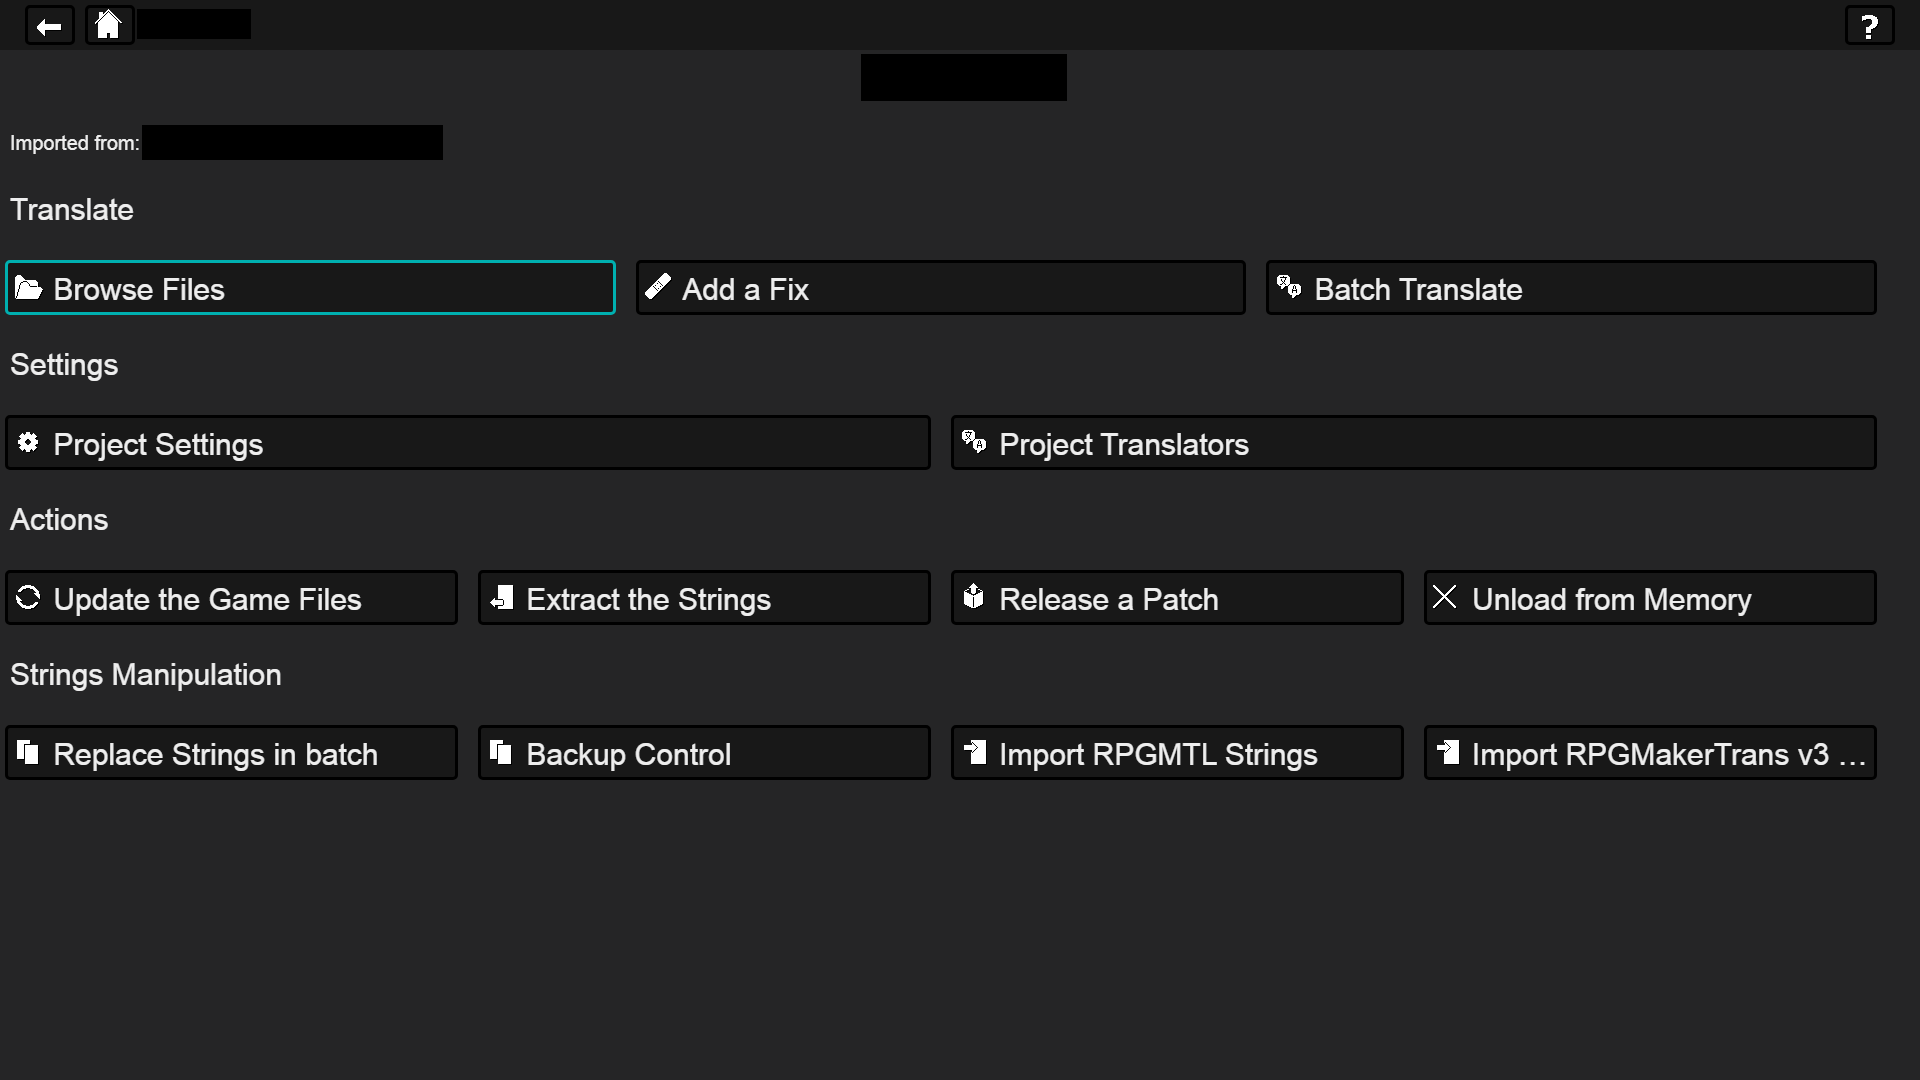 ?
Imported from:
Translate
Browse Files
Add a Fix
Batch Translate
Settings
Project Settings
Project Translators
Actions
Update the Game Files
Extract the Strings
Release a Patch
Unload from Memory
Strings Manipulation
Replace Strings in batch
Backup Control
Import RPGMTL Strings
Import RPGMakerTrans v3 ...